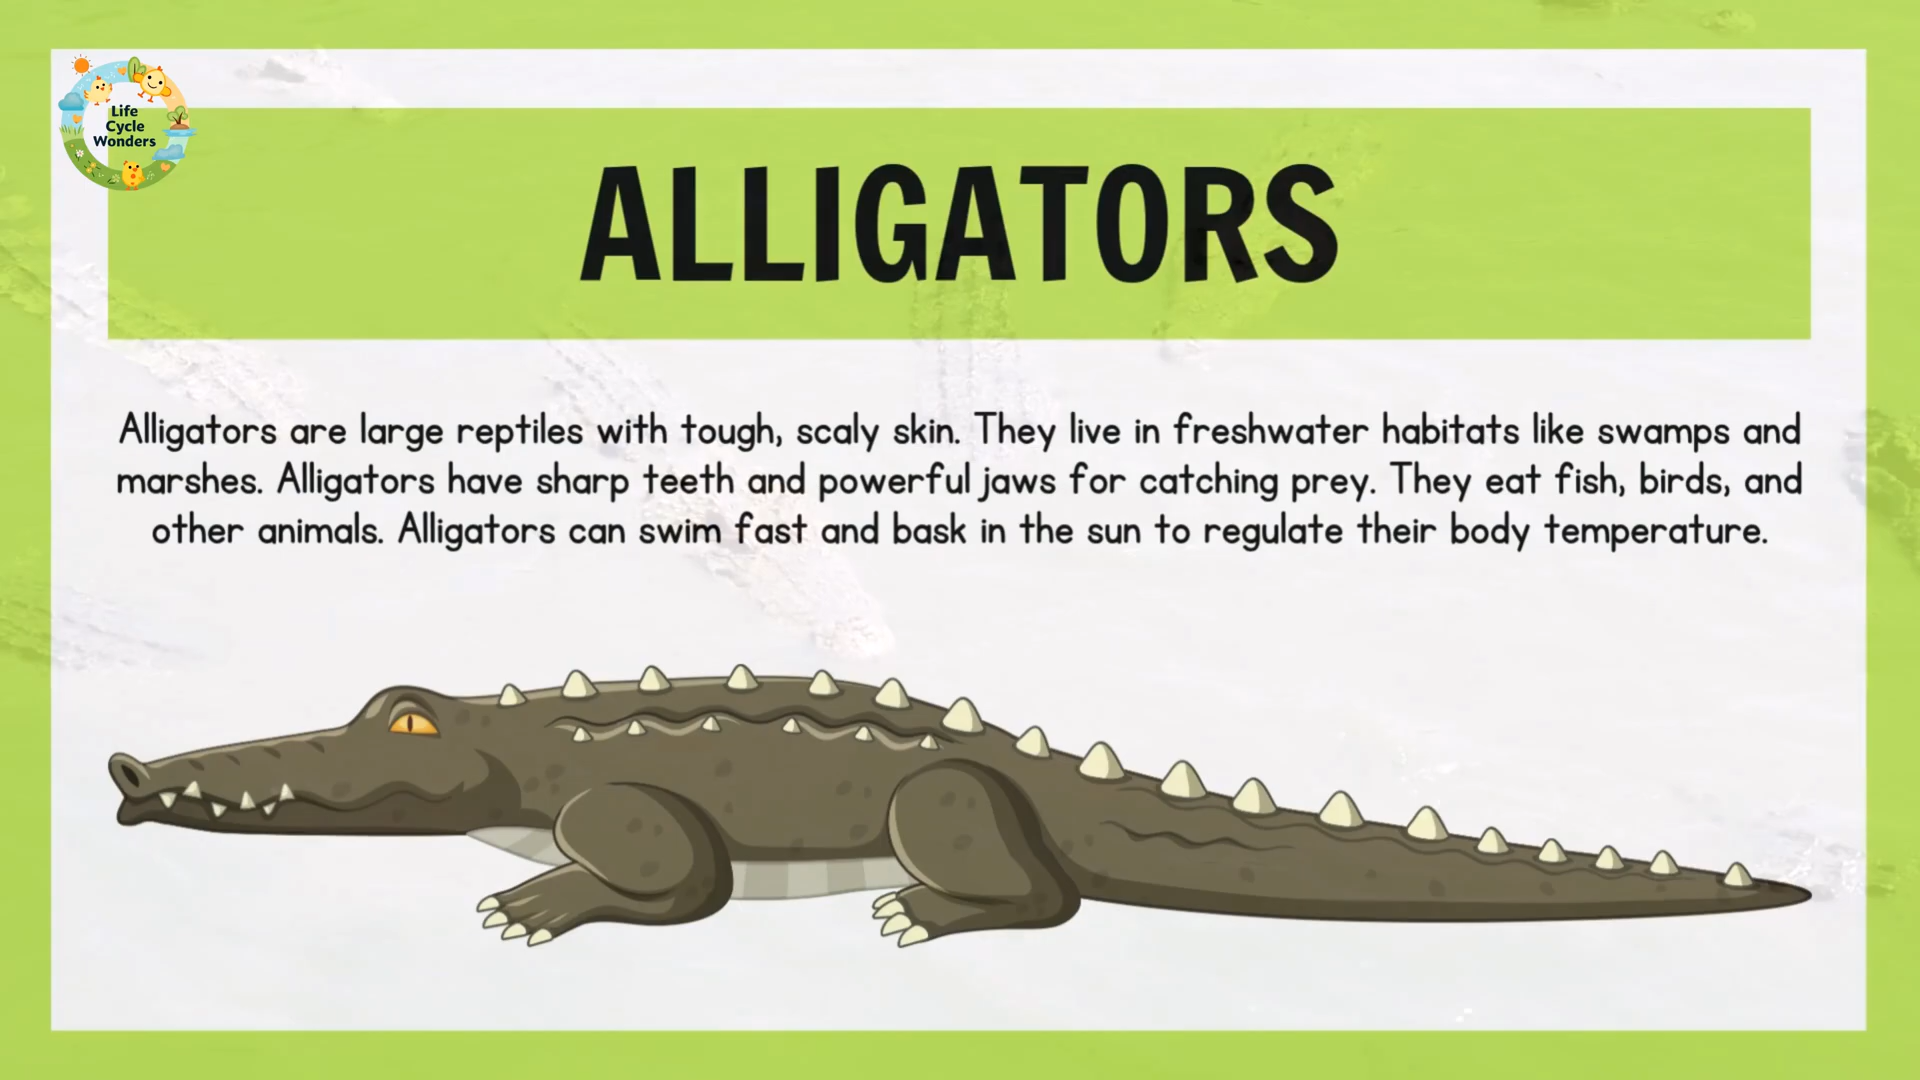 Life
Cycle
Wonders
ALLIGATORS
Alligators are large reptiles with tough, scaly skin. They live in freshwater habitats like swamps and
marshes. Alligators have sharp teeth and powerful jaws for catching prey. They eat fish, birds, and
other animals. Alligators can swim fast and bask in the sun to regulate their body temperature.